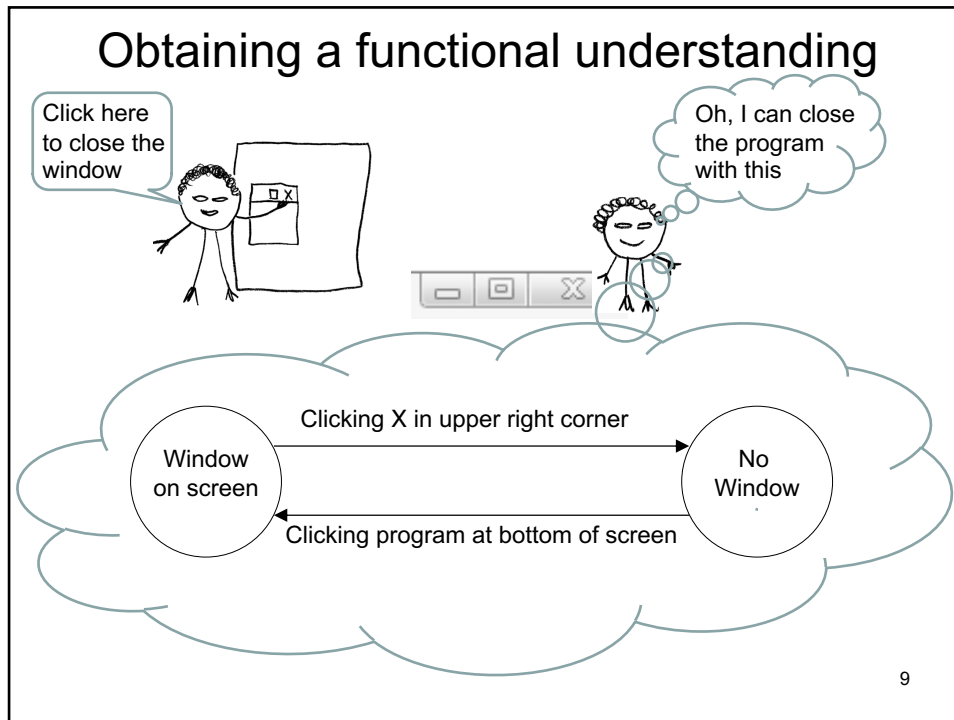 Obtaining a functional understanding
Click here
to close the
window
Oh, I can close
the program
with this
X
X
Clicking X in upper right corner
Window
on screen
No
Window
Clicking program at bottom of screen
9